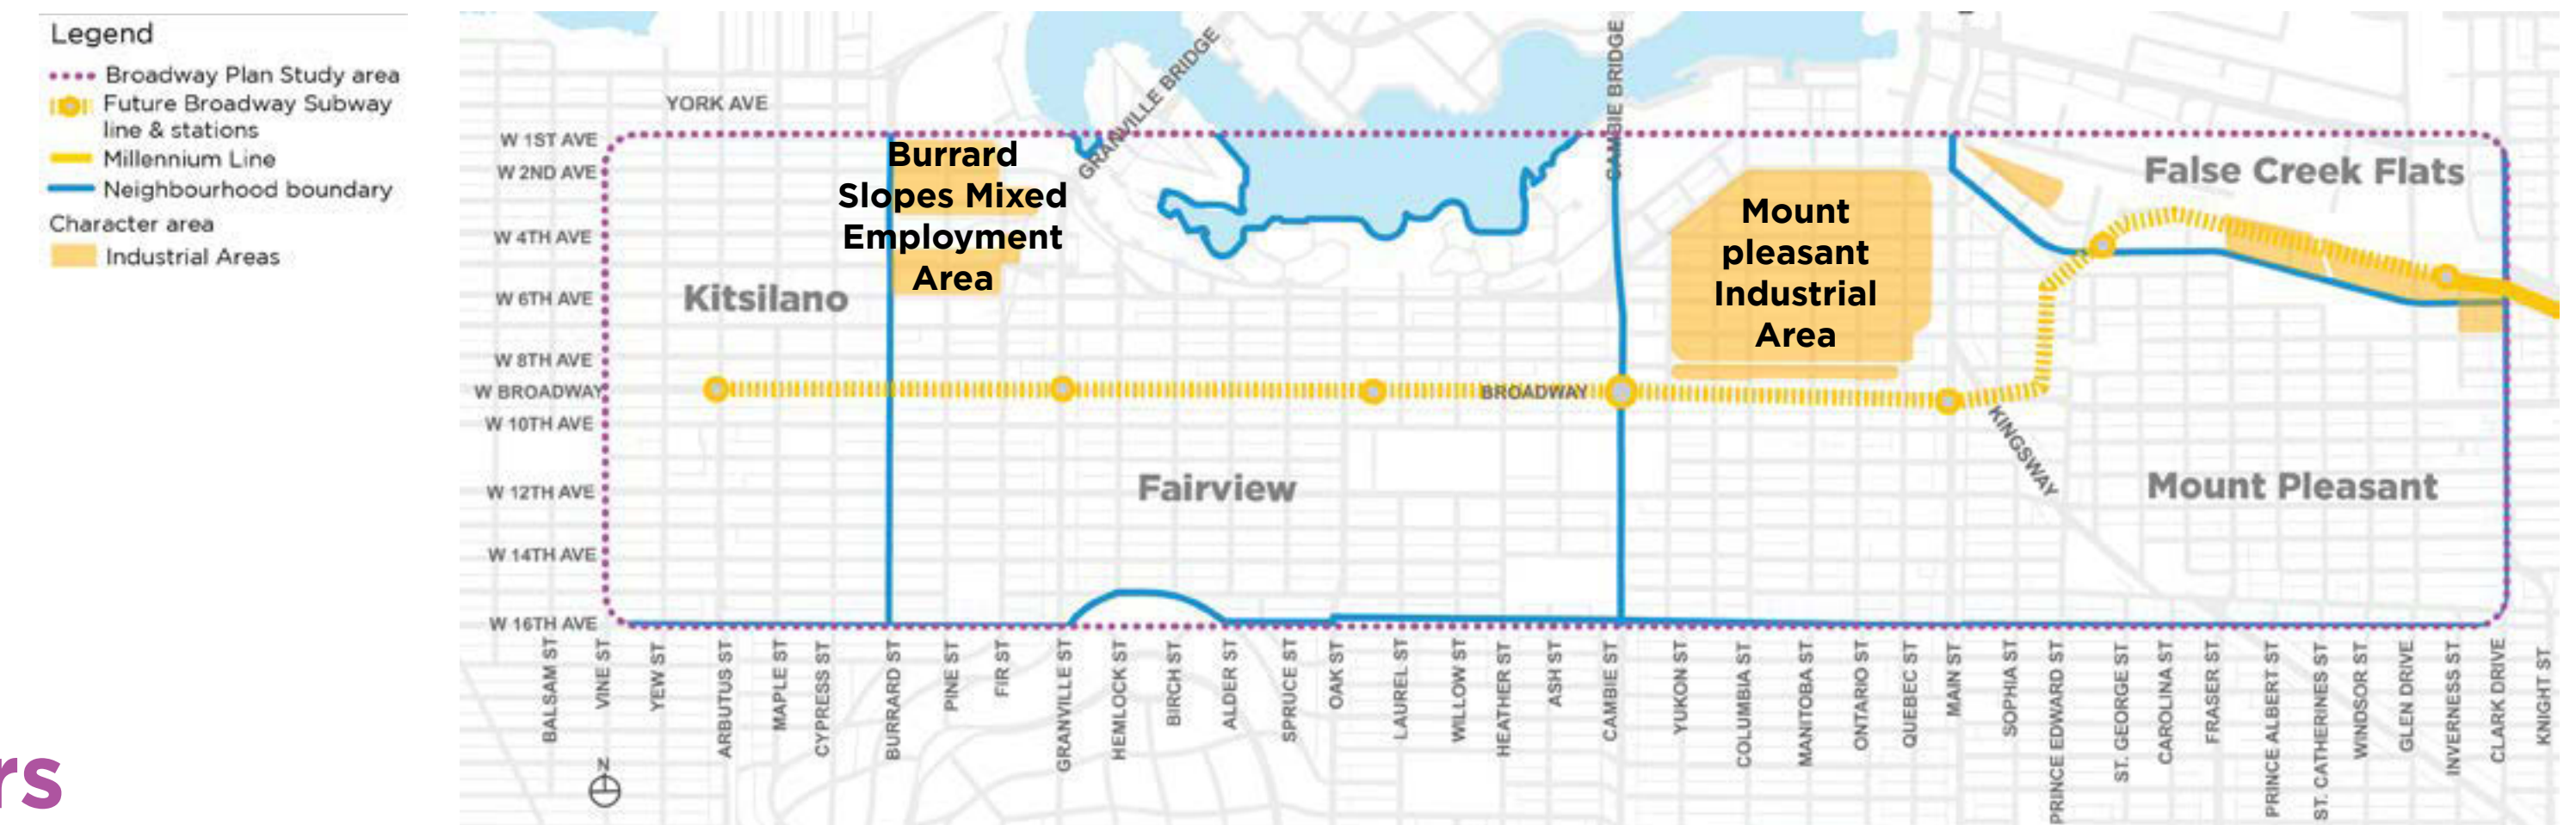 Legend
Broadway Plan Study area
Future Broadway Subway
line & stations
Millennium Line
Neighbourhood boundary
Character area
Industrial Areas
rs
YORK AVE
GRANVILLE BRIDGE
CAMBIE BRIDGE
W 1ST AVE
W 2ND AVE
W 4TH AVE
W 6TH AVE
W 8TH AVE
W BROADWAY
W 10TH AVE
W 12TH AVE
W 14TH AVE
W 16TH AVE
Burrard
Slopes Mixed
Employment
Area
Kitsilano
Mount
pleasant
Industrial
Area
False Creek Flats
BROADWAY
KINGSWAY
Fairview
Mount Pleasant
BALSAM ST
VINE ST
YEW ST
ARBUTUS ST
MAPLE ST
CYPRESS ST
BURRARD ST
PINE ST
FIR ST
GRANVILLE ST
HEMLOCK ST
BIRCH ST
ALDER ST
SPRUCE ST
OAK ST
LAUREL ST
WILLOW ST
HEATHER ST
ASH ST
CAMBIE ST
YUKON ST
COLUMBIA ST
MANITOBA ST
ONTARIO ST
QUEBEC ST
MAIN ST
SOPHIA ST
PRINCE EDWARD ST
ST. GEORGE ST
CAROLINA ST
FRASER ST
PRINCE ALBERT ST
ST. CATHERINES ST
WINDSOR ST
GLEN DRIVE
INVERNESS ST
CLARK DRIVE
KNIGHT ST
N